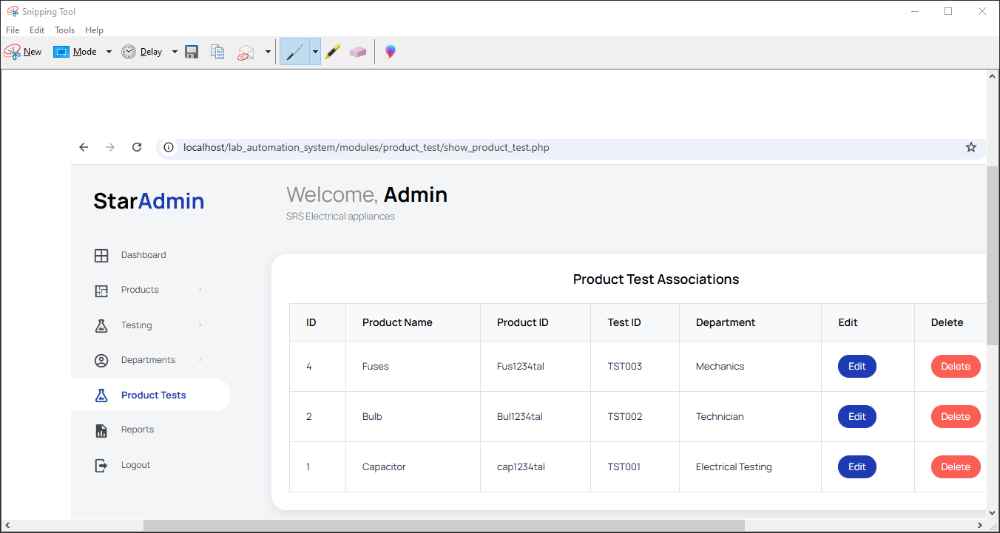 Snipping Tool
File Edit Tools Help
New Mode Delay
localhost/lab_automation_system/modules/product_test/show_product_test.php
StarAdmin
Welcome, Admin
SRS Electrical appliances
Dashboard
Products
Testing
Departments
Product Tests
Reports
Logout
Product Test Associations
ID Product Name Product ID Test ID Department Edit Delete
4 Fuses Fus1234tal TST003 Mechanics Edit Delete
2 Bulb Bul1234tal TST002 Technician Edit Delete
1 Capacitor cap1234tal TST001 Electrical Testing Edit Delete